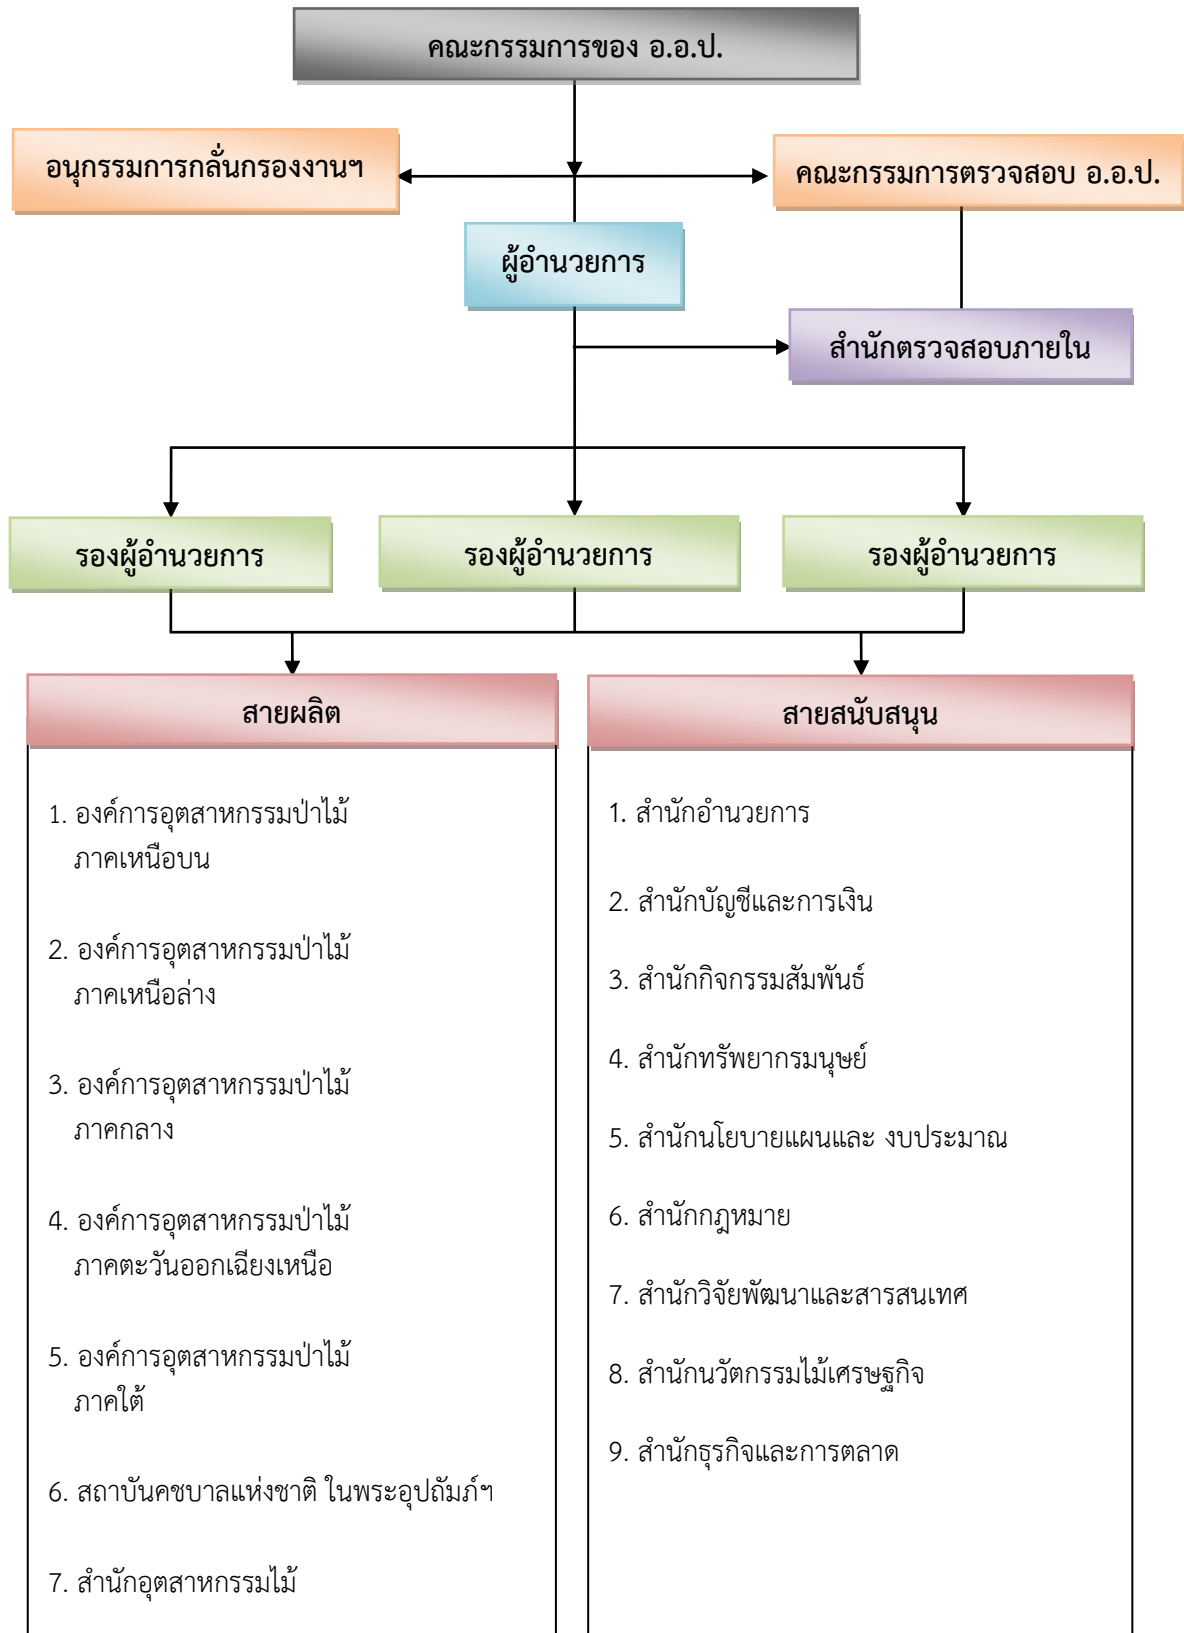 คณะกรรมการของ อ.อ.ป.
อนุกรรมการกลั่นกรองงานฯ
คณะกรรมการตรวจสอบ อ.อ.ป.
ผู้อำนวยการ
สำนักตรวจสอบภายใน
รองผู้อำนวยการ
รองผู้อำนวยการ
รองผู้อำนวยการ
สายผลิต
1. องค์การอุตสาหกรรมป่าไม้
ภาคเหนือบน
2. องค์การอุตสาหกรรมป่าไม้
ภาคเหนือล่าง
3. องค์การอุตสาหกรรมป่าไม้
ภาคกลาง
4. องค์การอุตสาหกรรมป่าไม้
ภาคตะวันออกเฉียงเหนือ
5. องค์การอุตสาหกรรมป่าไม้
ภาคใต้
6. สถาบันคชบาลแห่งชาติ ในพระอุปถัมภ์ฯ
7. สำนักอุตสาหกรรมไม้
สายสนับสนุน
1. สำนักอำนวยการ
2. สำนักบัญชีและการเงิน
3. สำนักกิจกรรมสัมพันธ์
4. สำนักทรัพยากรมนุษย์
5. สำนักนโยบายแผนและ งบประมาณ
6. สำนักกฎหมาย
7. สำนักวิจัยพัฒนาและสารสนเทศ
8. สำนักนวัตกรรมไม้เศรษฐกิจ
9. สำนักธุรกิจและการตลาด